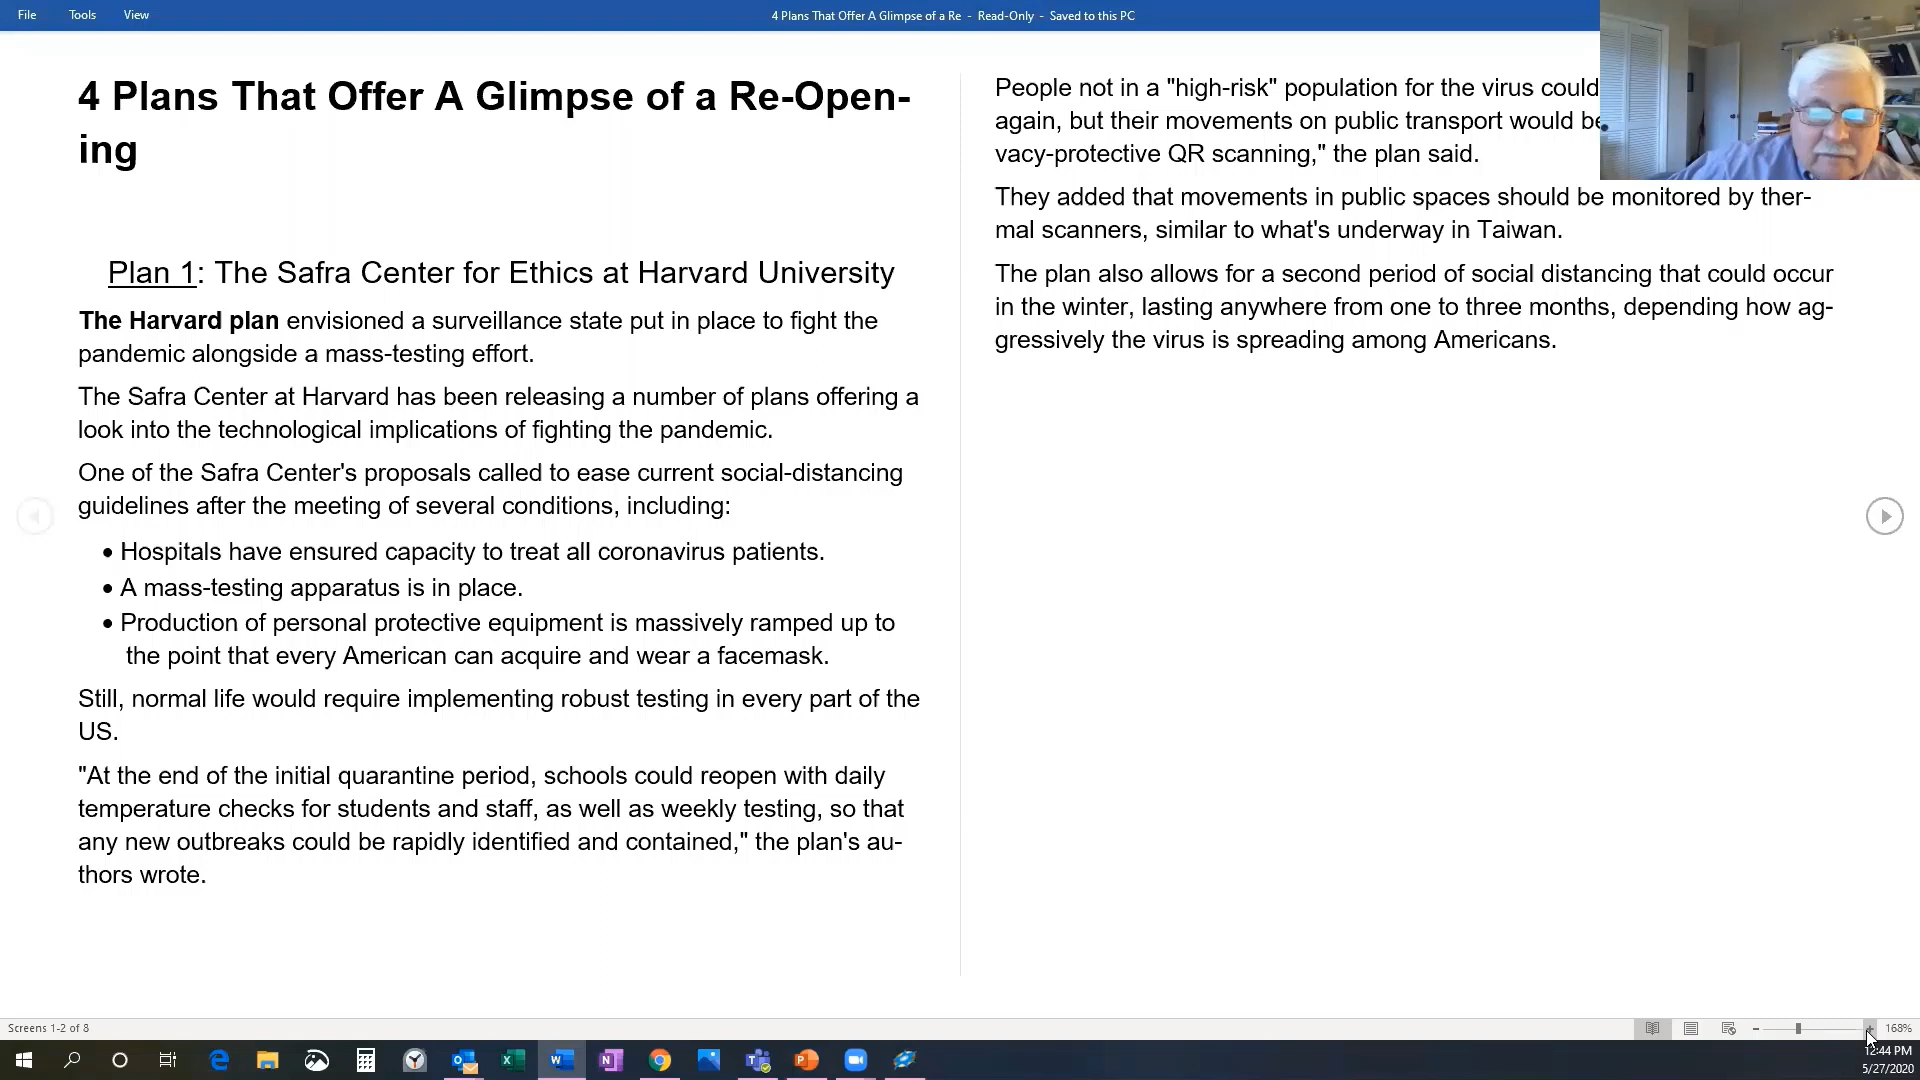 File Tools View
4 Plans That Offer A Glimpse of a Re - Read-Only - Saved to this PC
4 Plans That Offer A Glimpse of a Re-Open-
ing
Plan 1: The Safra Center for Ethics at Harvard University
The Harvard plan envisioned a surveillance state put in place to fight the
pandemic alongside a mass-testing effort.
The Safra Center at Harvard has been releasing a number of plans offering a
look into the technological implications of fighting the pandemic.
One of the Safra Center's proposals called to ease current social-distancing
guidelines after the meeting of several conditions, including:
• Hospitals have ensured capacity to treat all coronavirus patients.
• A mass-testing apparatus is in place.
• Production of personal protective equipment is massively ramped up to
the point that every American can acquire and wear a facemask.
Still, normal life would require implementing robust testing in every part of the
US.
"At the end of the initial quarantine period, schools could reopen with daily
temperature checks for students and staff, as well as weekly testing, so that
any new outbreaks could be rapidly identified and contained," the plan's au-
thors wrote.
People not in a "high-risk" population for the virus could
again, but their movements on public transport would be
vacy-protective QR scanning," the plan said.
They added that movements in public spaces should be monitored by ther-
mal scanners, similar to what's underway in Taiwan.
The plan also allows for a second period of social distancing that could occur
in the winter, lasting anywhere from one to three months, depending how ag-
gressively the virus is spreading among Americans.
Screens 1-2 of 8
168%
12:44 PM
5/27/2020